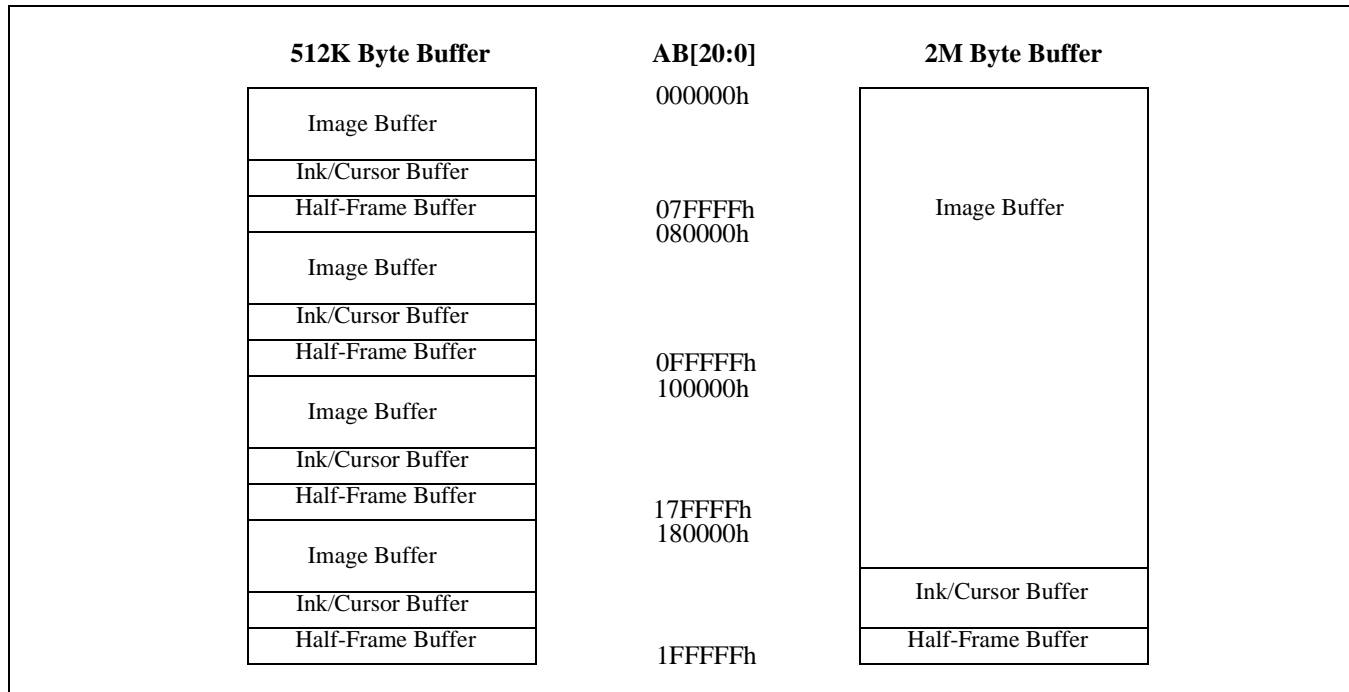 512K Byte Buffer AB[20:0] 2M Byte Buffer
000000h
Image Buffer
Ink/Cursor Buffer
Half-Frame Buffer 07FFFFh Image Buffer
080000h
Image Buffer
Ink/Cursor Buffer
Half-Frame Buffer 0FFFFFh
100000h
Image Buffer
Ink/Cursor Buffer
Half-Frame Buffer 17FFFFh
180000h
Image Buffer
Ink/Cursor Buffer Ink/Cursor Buffer
Half-Frame Buffer 1FFFFFh Half-Frame Buffer